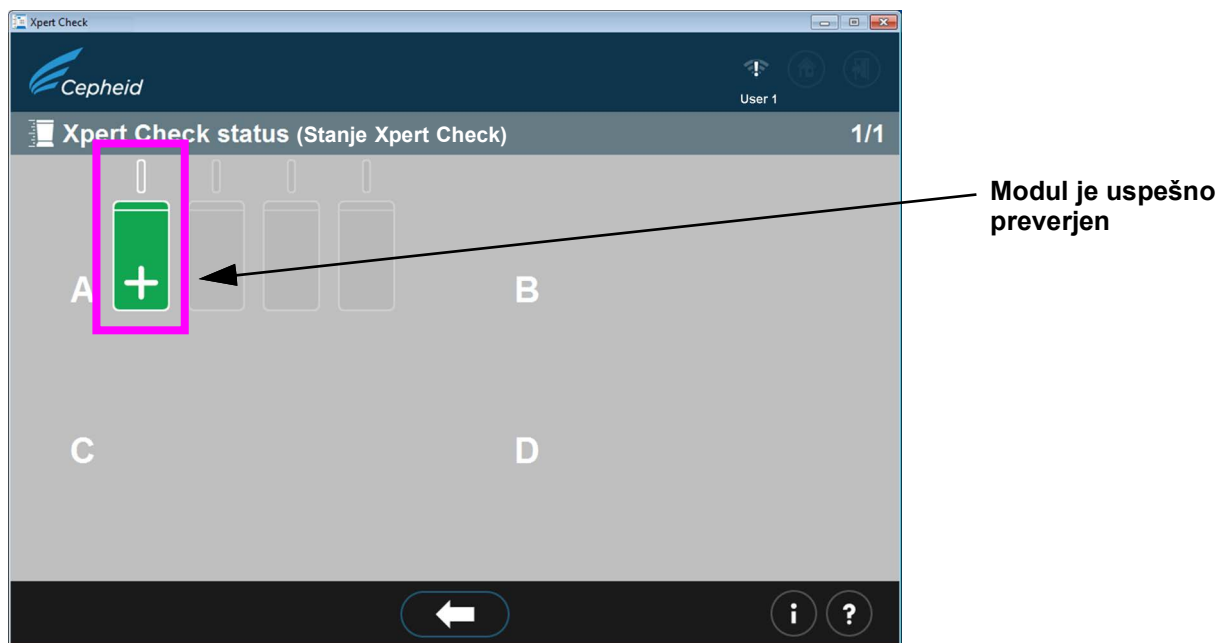 Xpert Check
Cepheid
User 1
Xpert Check status (Stanje Xpert Check)
1/1
Modul je uspešno
preverjen
A
B
C
D
i
?